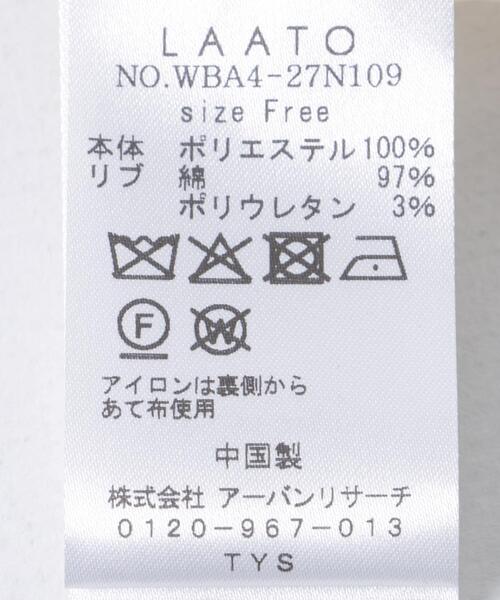 LAATO
NO.WBA4-27N109
size Free
本体 ポリエステル 100%
リブ 綿 97%
ポリウレタン 3%
F
W
アイロンは裏側から
あて布使用
中国製
株式会社 アーバンリサーチ
0120-967-013
TYS